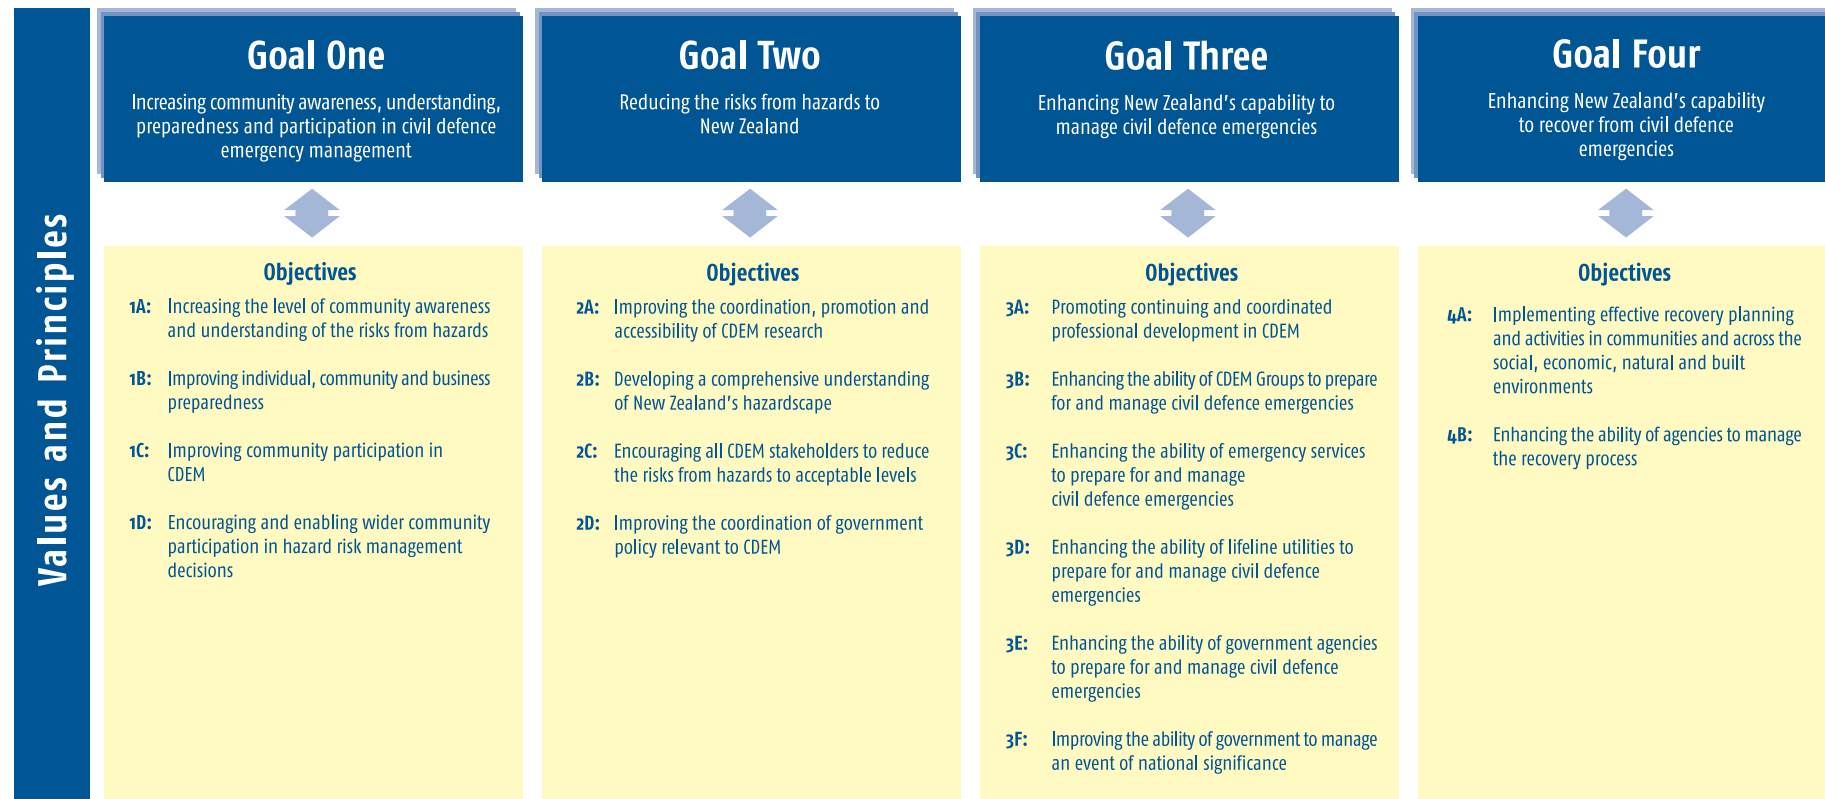 Values and Principles
Goal One
Increasing community awareness, understanding,
preparedness and participation in civil defence
emergency management
Objectives
1A: Increasing the level of community awareness
and understanding of the risks from hazards
1B: Improving individual, community and business
preparedness
1C: Improving community participation in
CDEM
1D: Encouraging and enabling wider community
participation in hazard risk management
decisions
Goal Two
Reducing the risks from hazards to
New Zealand
Objectives
2A: Improving the coordination, promotion and
accessibility of CDEM research
2B: Developing a comprehensive understanding
of New Zealand's hazardscape
2C: Encouraging all CDEM stakeholders to reduce
the risks from hazards to acceptable levels
2D: Improving the coordination of government
policy relevant to CDEM
Goal Three
Enhancing New Zealand's capability to
manage civil defence emergencies
Objectives
3A: Promoting continuing and coordinated
professional development in CDEM
3B: Enhancing the ability of CDEM Groups to prepare
for and manage civil defence emergencies
3C: Enhancing the ability of emergency services
to prepare for and manage
civil defence emergencies
3D: Enhancing the ability of lifeline utilities to
prepare for and manage civil defence
emergencies
3E: Enhancing the ability of government agencies
to prepare for and manage civil defence
emergencies
3F: Improving the ability of government to manage
an event of national significance
Goal Four
Enhancing New Zealand's capability
to recover from civil defence
emergencies
Objectives
4A: Implementing effective recovery planning
and activities in communities and across the
social, economic, natural and built
environments
4B: Enhancing the ability of agencies to manage
the recovery process